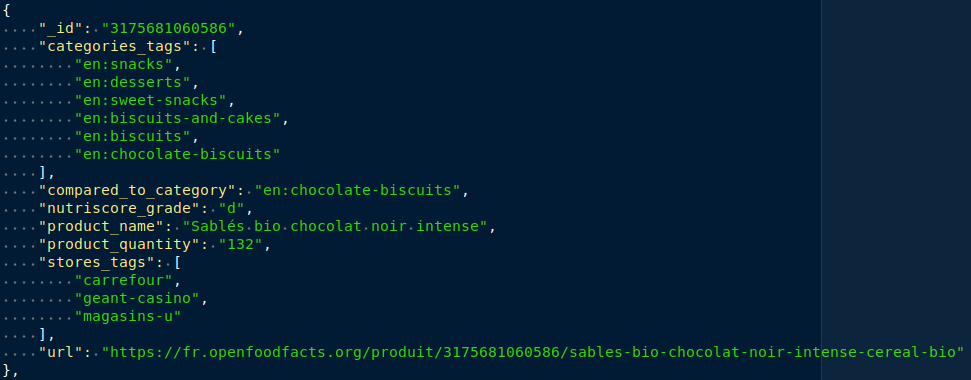 {
    "_id": "3175681060586",
    "categories_tags": [
        "en:snacks",
        "en:desserts",
        "en:sweet-snacks",
        "en:biscuits-and-cakes",
        "en:biscuits",
        "en:chocolate-biscuits"
    ],
    "compared_to_category": "en:chocolate-biscuits",
    "nutriscore_grade": "d",
    "product_name": "Sablés bio chocolat noir intense",
    "product_quantity": "132",
    "stores_tags": [
        "carrefour",
        "geant-casino",
        "magasins-u"
    ],
    "url": "https://fr.openfoodfacts.org/produit/3175681060586/sables-bio-chocolat-noir-intense-cereal-bio"
},